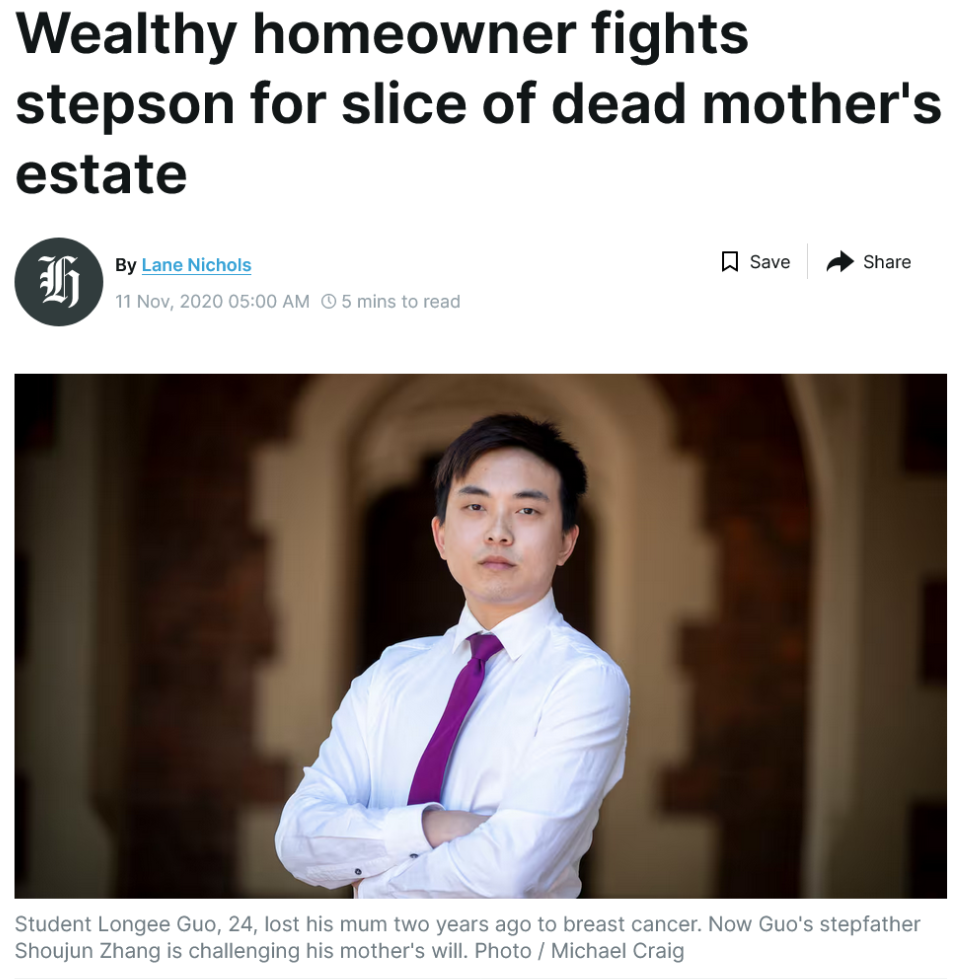 Wealthy homeowner fights
stepson for slice of dead mother's
estate
By Lane Nichols
Save
Share
11 Nov, 2020 05:00 AM 5 mins to read
Student Longee Guo, 24, lost his mum two years ago to breast cancer. Now Guo's stepfather
Shoujun Zhang is challenging his mother's will. Photo / Michael Craig